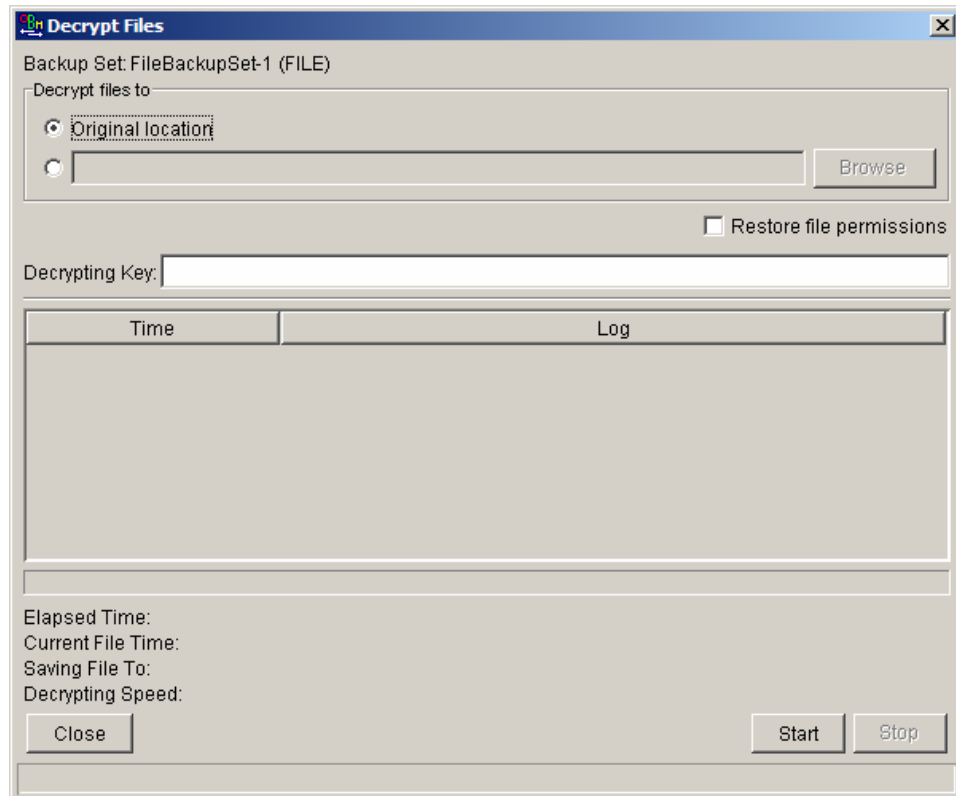 OBM Decrypt Files
Backup Set: FileBackupSet-1 (FILE)
Decrypt files to
Original location
Browse
Restore file permissions
Decrypting Key:
Time Log
Elapsed Time:
Current File Time:
Saving File To:
Decrypting Speed:
Close Start Stop